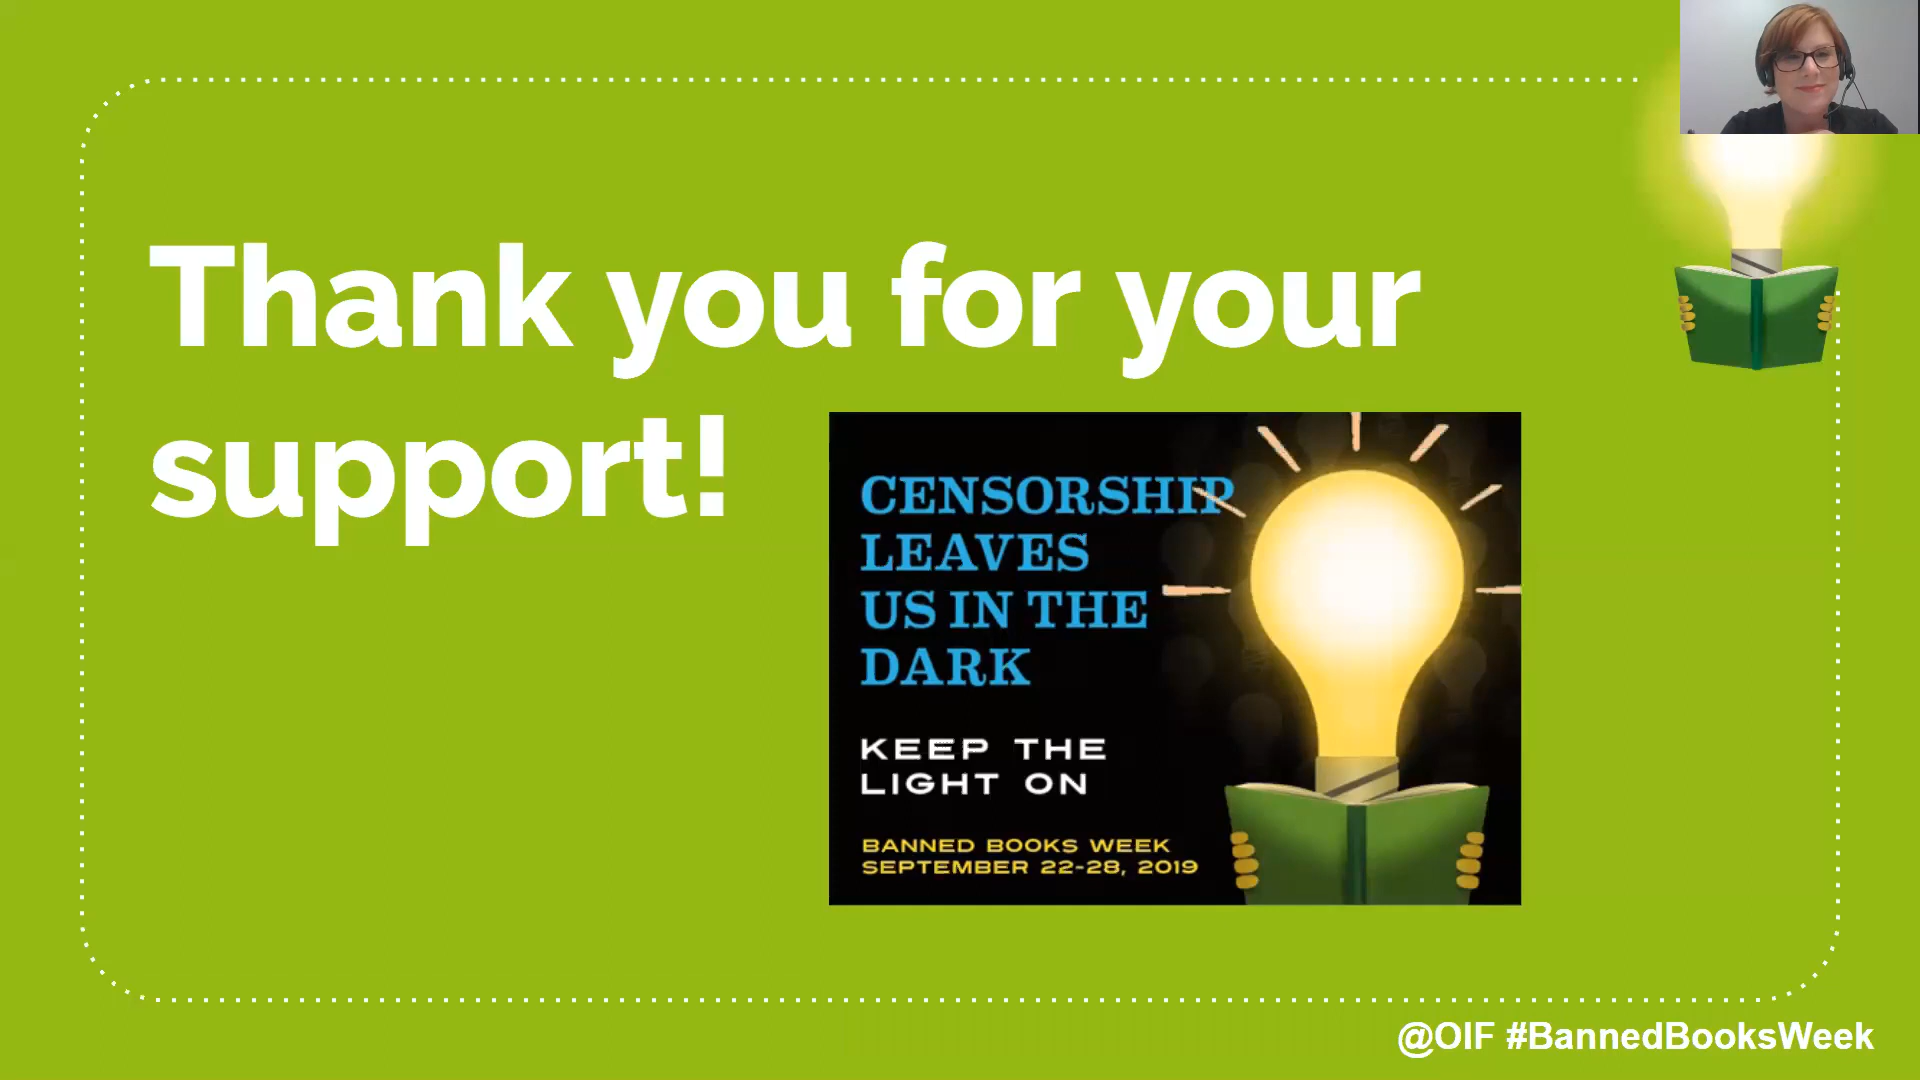 Thank you for your
support!
CENSORSHIP
LEAVES
US IN THE
DARK
KEEP THE
LIGHT ON
BANNED BOOKS WEEK
SEPTEMBER 22-28, 2019
@OIF #BannedBooksWeek